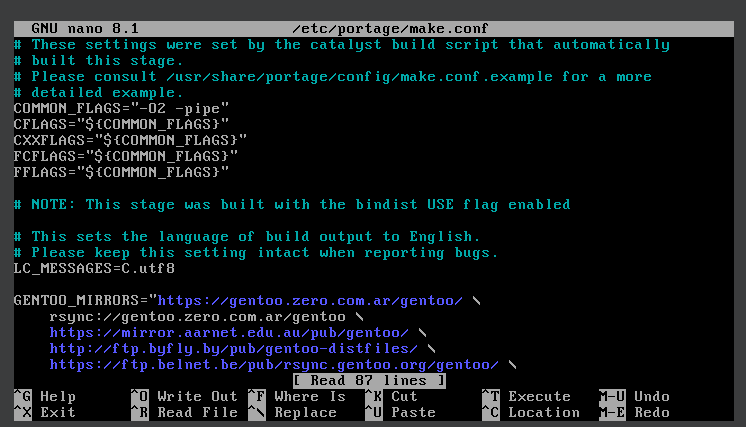 GNU nano 8.1 /etc/portage/make.conf
# These settings were set by the catalyst build script that automatically
# built this stage.
# Please consult /usr/share/portage/config/make.conf.example for a more
# detailed example.
COMMON_FLAGS="-O2 -pipe"
CFLAGS="${COMMON_FLAGS}"
CXXFLAGS="${COMMON_FLAGS}"
FCFLAGS="${COMMON_FLAGS}"
FFLAGS="${COMMON_FLAGS}"
# NOTE: This stage was built with the bindist USE flag enabled
# This sets the language of build output to English.
# Please keep this setting intact when reporting bugs.
LC_MESSAGES=C.utf8
GENTOO_MIRRORS="https://gentoo.zero.com.ar/gentoo/ \
rsync://gentoo.zero.com.ar/gentoo \
https://mirror.aarnet.edu.au/pub/gentoo/ \
http://ftp.byfly.by/pub/gentoo-distfiles/ \
https://ftp.belnet.be/pub/rsync.gentoo.org/gentoo/ \
[ Read 87 lines ]
^G Help ^O Write Out ^F Where Is ^K Cut ^T Execute M-U Undo
^X Exit ^R Read File ^\ Replace ^U Paste ^C Location M-E Redo